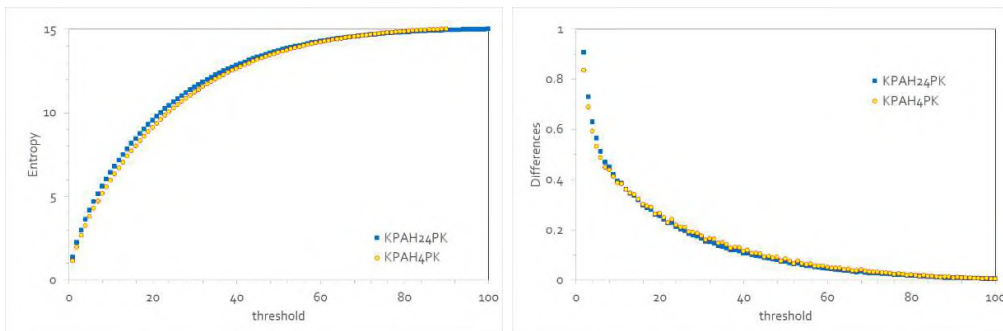 15
10
5
0
Entropy
KPAH24PK
KPAH4PK
0 20 40 60 80 100
threshold
1
0.8
0.6
0.4
0.2
0
Differences
KPAH24PK
KPAH4PK
0 20 40 60 80 100
threshold